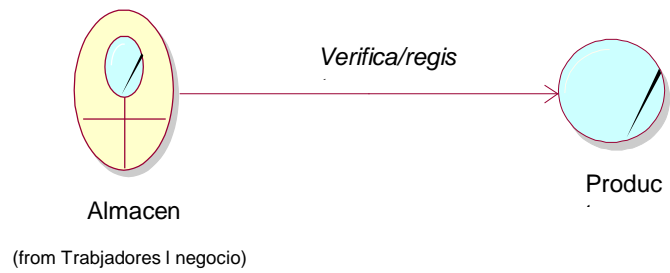 Verifica/regis
Produc
Almacen
(from Trabjadores l negocio)